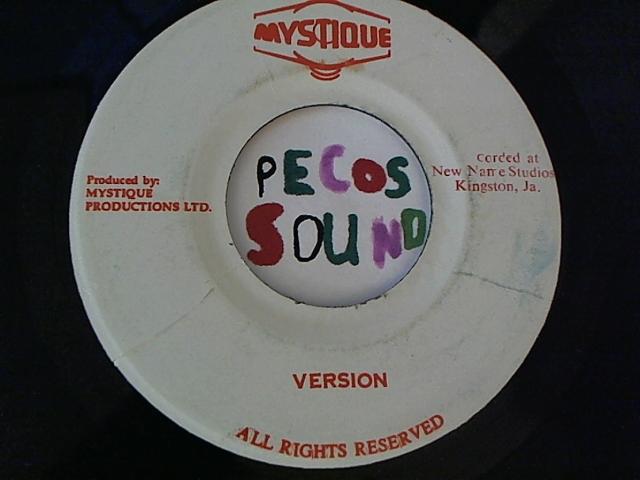 MYSTIQUE
Produced by:
MYSTIQUE
PRODUCTIONS LTD.
PECOS
SOUND
corded at
New Name Studios
Kingston, Ja.
VERSION
ALL RIGHTS RESERVED